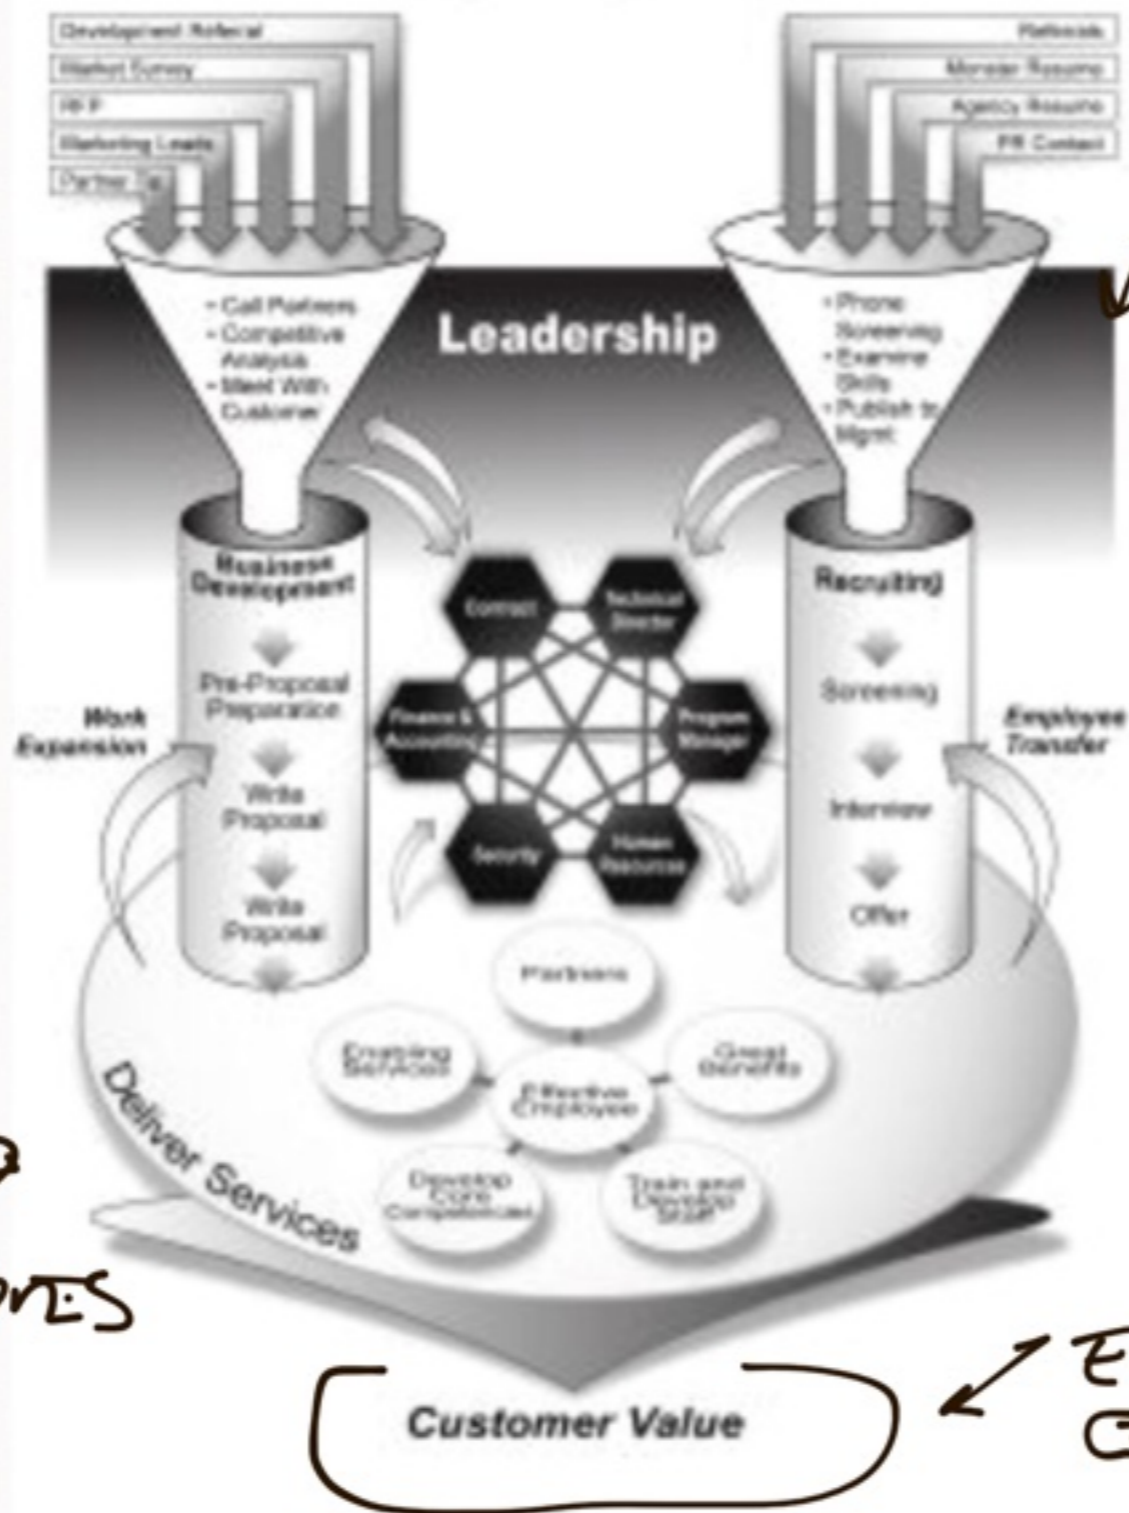 Development Referral
Market Survey
RFP
Marketing Leads
Partner
Referrals
Monster Resume
Agency Resume
PR Contact
• Call Partners
• Competitive
Analysis
• Meet With
Customer
Leadership
• Phone
Screening
• Examine
Skills
• Publish to
Mgmt
Business
Development
Pre-Proposal
Preparation
Write
Proposal
Write
Proposal
Work
Expansion
Contract
Technical
Director
Finance &
Accounting
Program
Manager
Security
Human
Resources
Recruiting
Screening
Interview
Offer
Employee
Transfer
Partners
Enabling
Services
Great
Benefits
Effective
Employee
Develop
Core
Competencies
Train and
Develop
Staff
Deliver Services
Customer Value